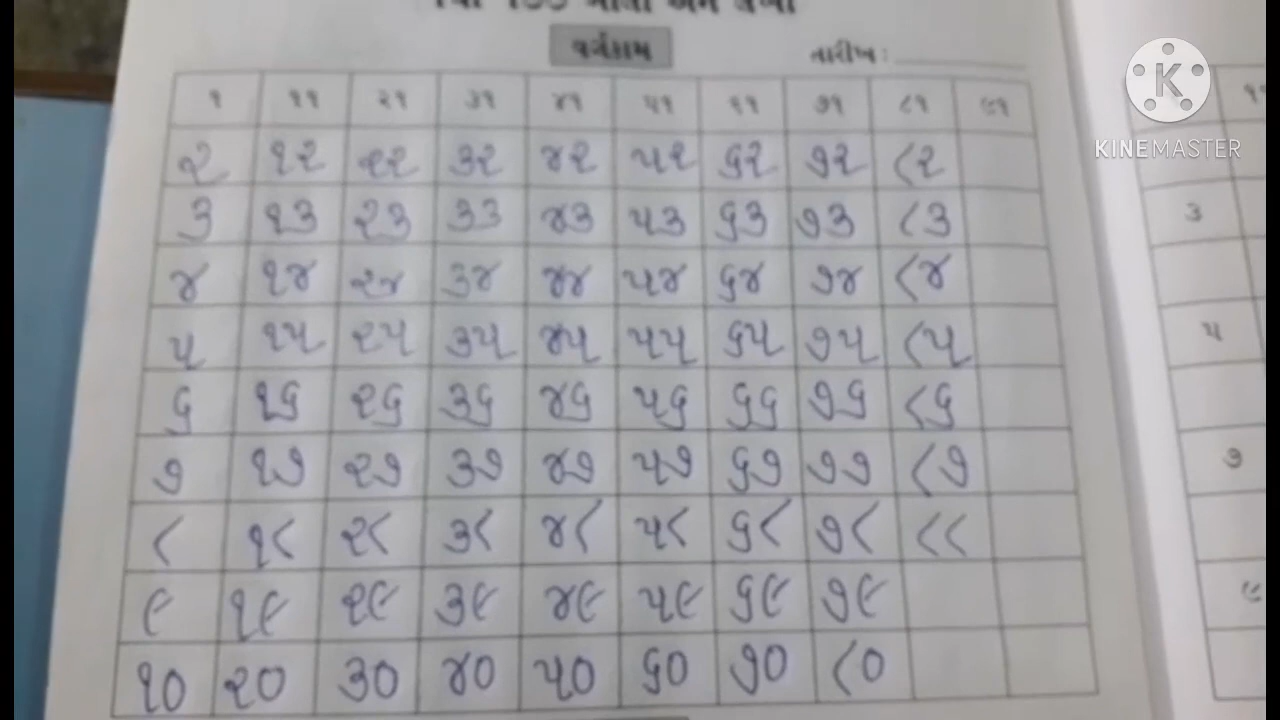 વર્ગકામ તારીખ :
૧ ૧૧ ૨૧ ૩૧ ૪૧ ૫૧ ૬૧ ૭૧ ૮૧ ૯૧
૨ ૧૨ ૨૨ ૩૨ ૪૨ ૫૨ ૬૨ ૭૨ ૮૨
૩ ૧૩ ૨૩ ૩૩ ૪૩ ૫૩ ૬૩ ૭૩ ૮૩
૪ ૧૪ ૨૪ ૩૪ ૪૪ ૫૪ ૬૪ ૭૪ ૮૪
૫ ૧૫ ૨૫ ૩૫ ૪૫ ૫૫ ૬૫ ૭૫ ૮૫
૬ ૧૬ ૨૬ ૩૬ ૪૬ ૫૬ ૬૬ ૭૬ ૮૬
૭ ૧૭ ૨૭ ૩૭ ૪૭ ૫૭ ૬૭ ૭૭ ૮૭
૮ ૧૮ ૨૮ ૩૮ ૪૮ ૫૮ ૬૮ ૭૮ ૮૮
૯ ૧૯ ૨૯ ૩૯ ૪૯ ૫૯ ૬૯ ૭૯
૧૦ ૨૦ ૩૦ ૪૦ ૫૦ ૬૦ ૭૦ ૮૦
K
KINEMASTER
૩
૫
૭
૯